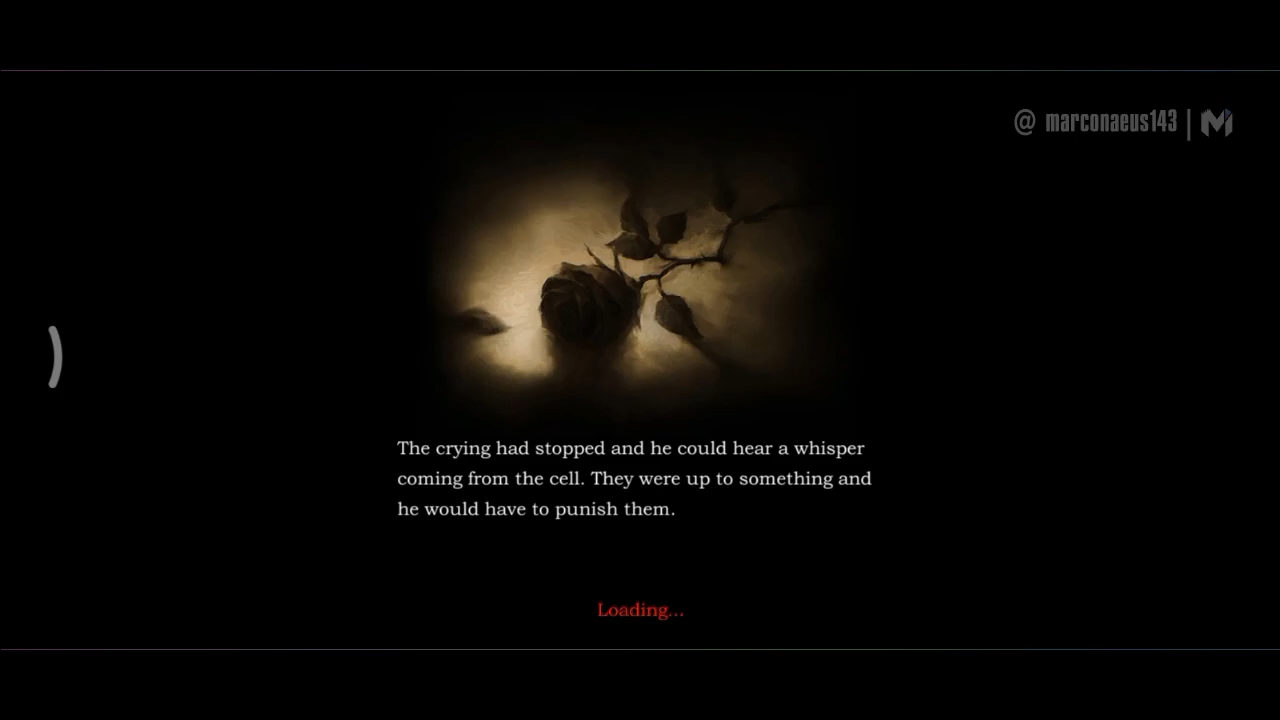 @ marconaeus143 |
The crying had stopped and he could hear a whisper
coming from the cell. They were up to something and
he would have to punish them.
Loading...